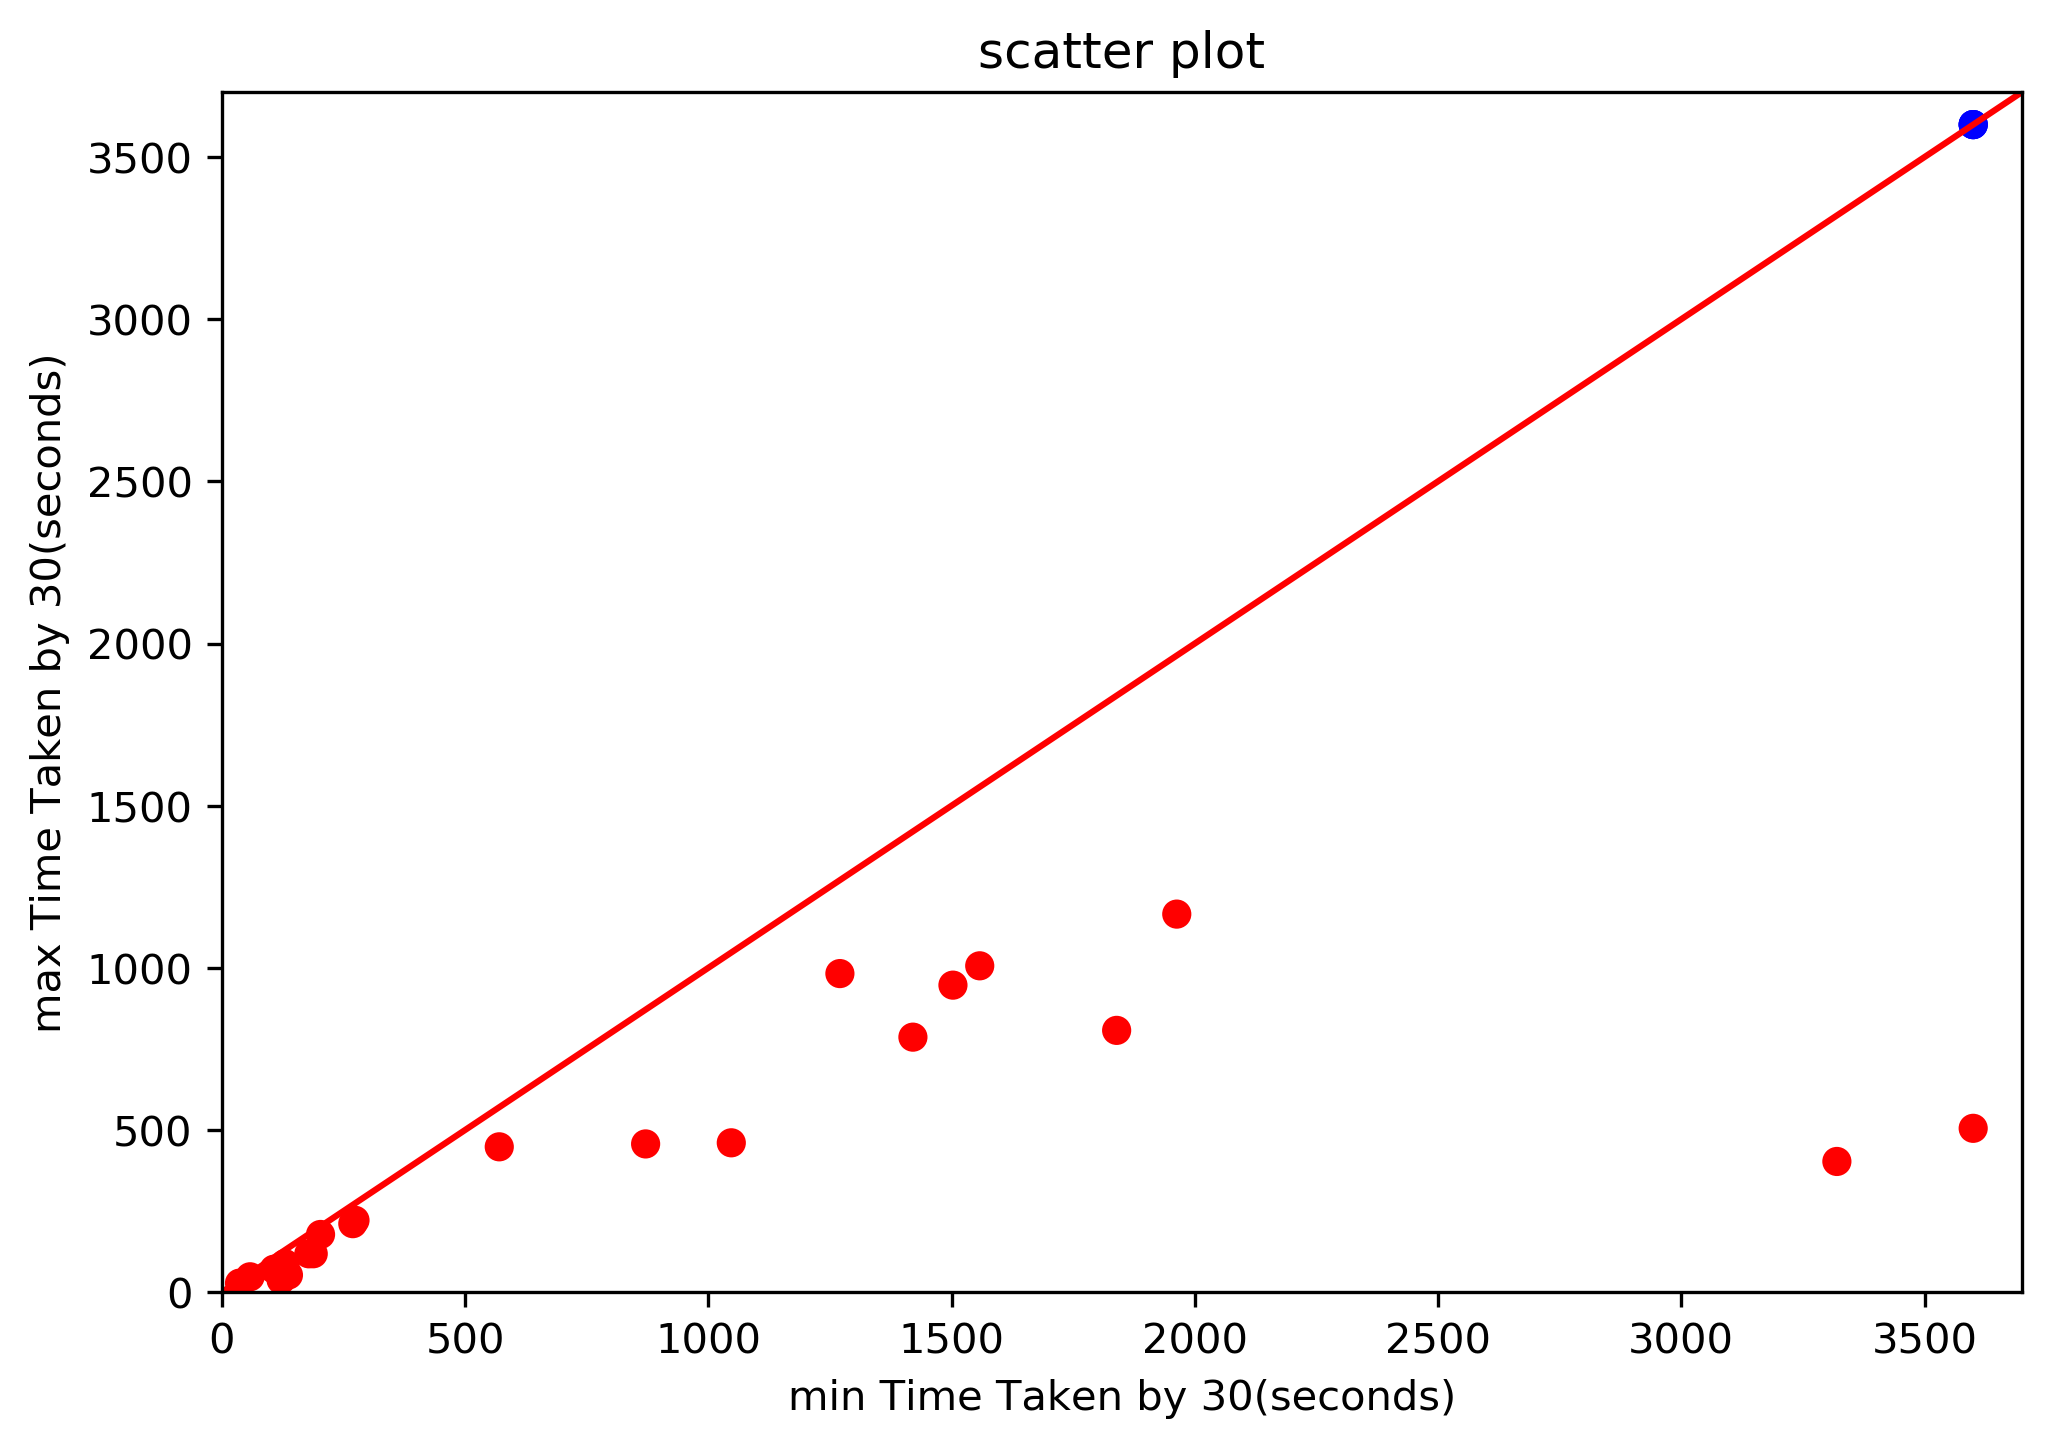 scatter plot
max Time Taken by 30(seconds)
3500
3000
2500
2000
1500
1000
500
0
0 500 1000 1500 2000 2500 3000 3500
min Time Taken by 30(seconds)